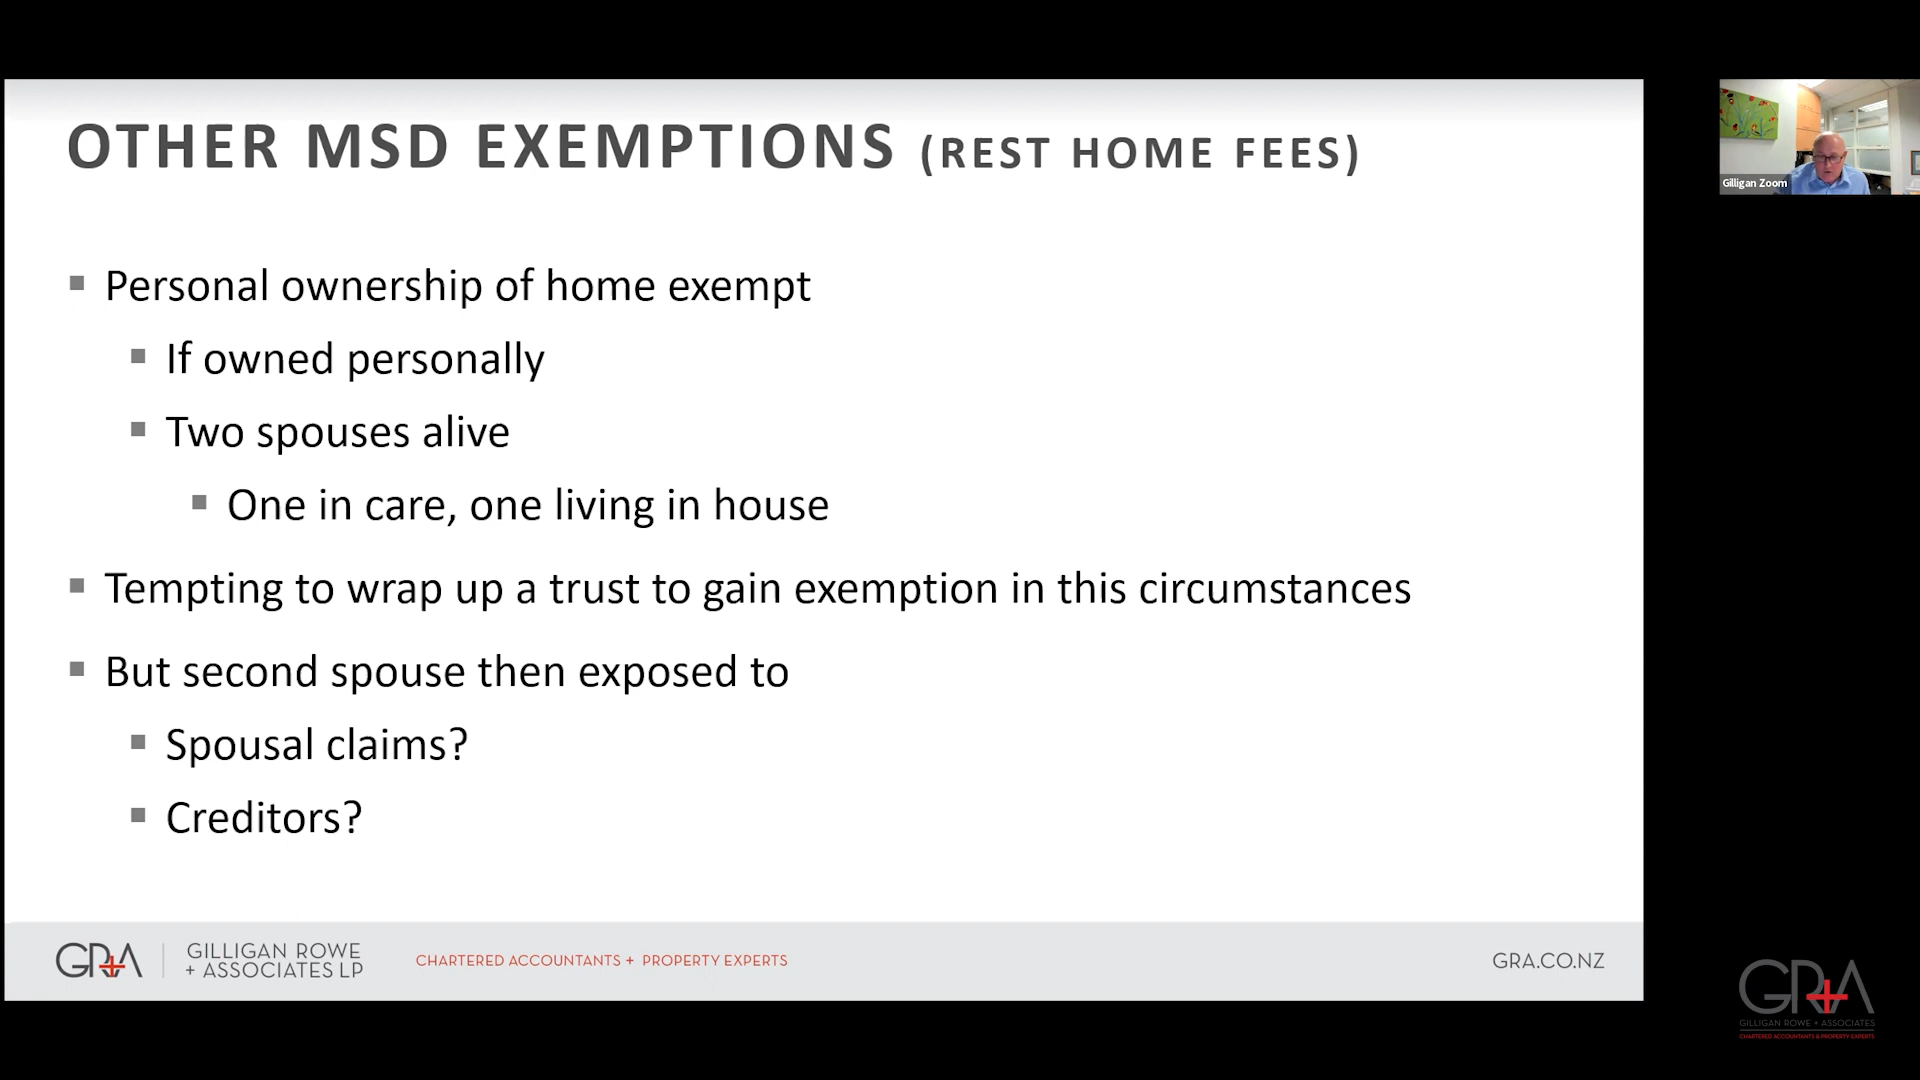 OTHER MSD EXEMPTIONS (REST HOME FEES)
Gilligan Zoom
Personal ownership of home exempt
If owned personally
Two spouses alive
One in care, one living in house
Tempting to wrap up a trust to gain exemption in this circumstances
But second spouse then exposed to
Spousal claims?
Creditors?
GRA
GILLIGAN ROWE
+ ASSOCIATES LP
CHARTERED ACCOUNTANTS + PROPERTY EXPERTS
GRA.CO.NZ
GRA
GILLIGAN ROWE + ASSOCIATES
CHARTERED ACCOUNTANTS & PROPERTY EXPERTS